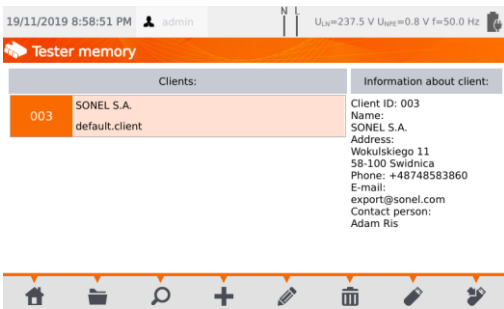 19/11/2019 8:58:51 PM admin N L U_LN=237.5 V U_NPE=0.8 V f=50.0 Hz
Tester memory
Clients:
003
SONEL S.A.
default.client
Information about client:
Client ID: 003
Name:
SONEL S.A.
Address:
Wokulskiego 11
58-100 Swidnica
Phone: +48748583860
E-mail:
export@sonel.com
Contact person:
Adam Ris